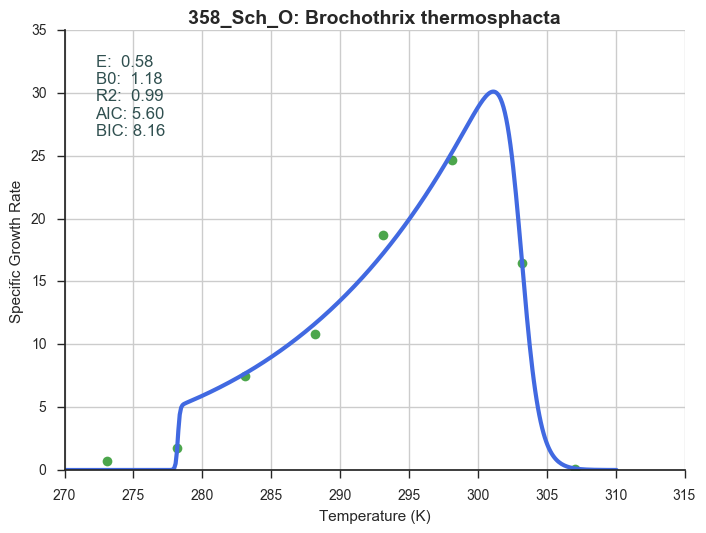 358_Sch_O: Brochothrix thermosphacta
E: 0.58
B0: 1.18
R2: 0.99
AIC: 5.60
BIC: 8.16
Specific Growth Rate
35
30
25
20
15
10
5
0
270 275 280 285 290 295 300 305 310 315
Temperature (K)